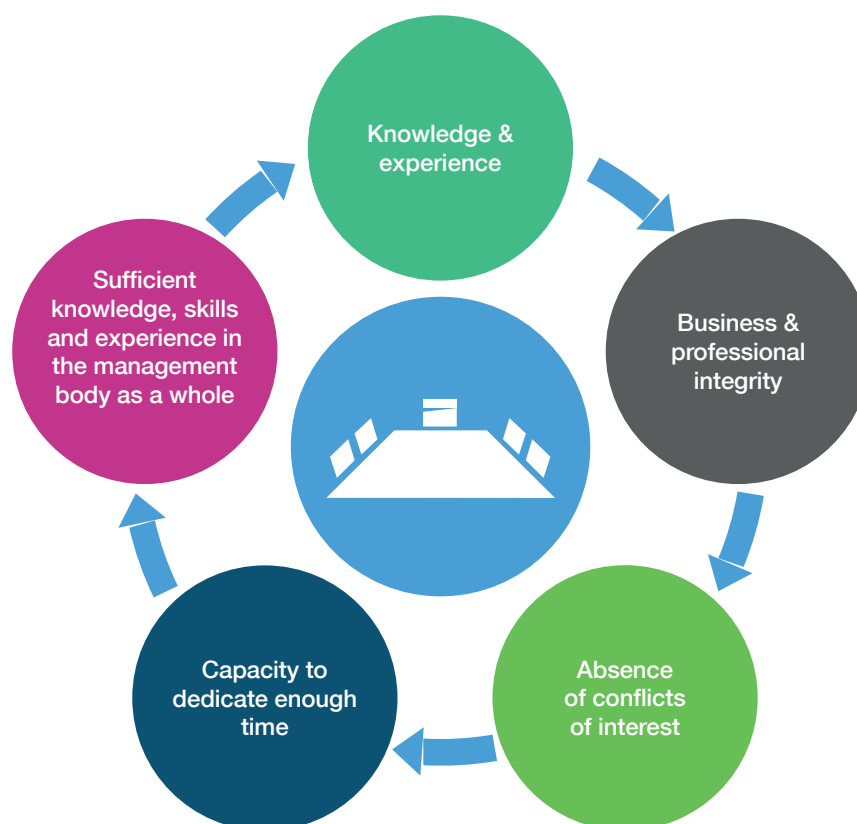 Knowledge &
experience
Business &
professional
integrity
Absence
of conflicts
of interest
Capacity to
dedicate enough
time
Sufficient
knowledge, skills
and experience in
the management
body as a whole